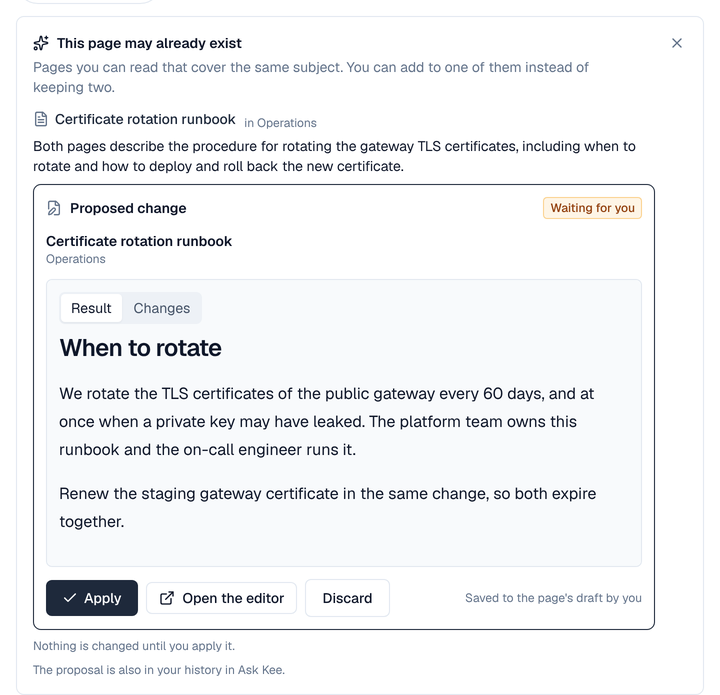 This page may already exist
Pages you can read that cover the same subject. You can add to one of them instead of
keeping two.
Certificate rotation runbook in Operations
Both pages describe the procedure for rotating the gateway TLS certificates, including when to
rotate and how to deploy and roll back the new certificate.
Proposed change
Waiting for you
Certificate rotation runbook
Operations
Result Changes
When to rotate
We rotate the TLS certificates of the public gateway every 60 days, and at
once when a private key may have leaked. The platform team owns this
runbook and the on-call engineer runs it.
Renew the staging gateway certificate in the same change, so both expire
together.
Apply Open the editor Discard Saved to the page's draft by you
Nothing is changed until you apply it.
The proposal is also in your history in Ask Kee.